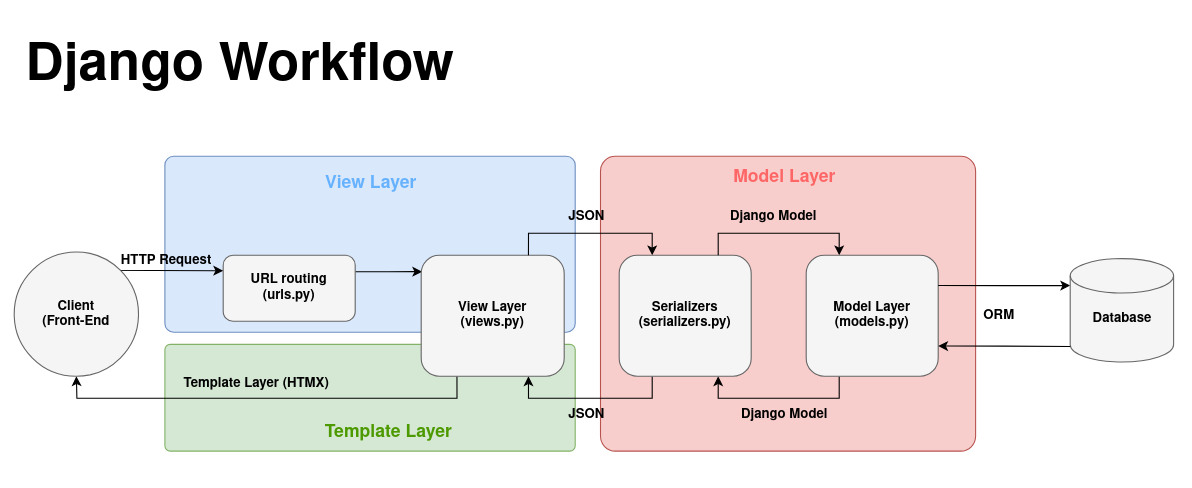 Django Workflow
View Layer
Model Layer
JSON
Django Model
HTTP Request
URL routing
(urls.py)
Client
(Front-End
View Layer
(views.py)
Serializers
(serializers.py)
Model Layer
(models.py)
ORM
Database
Template Layer (HTMX)
JSON
Django Model
Template Layer